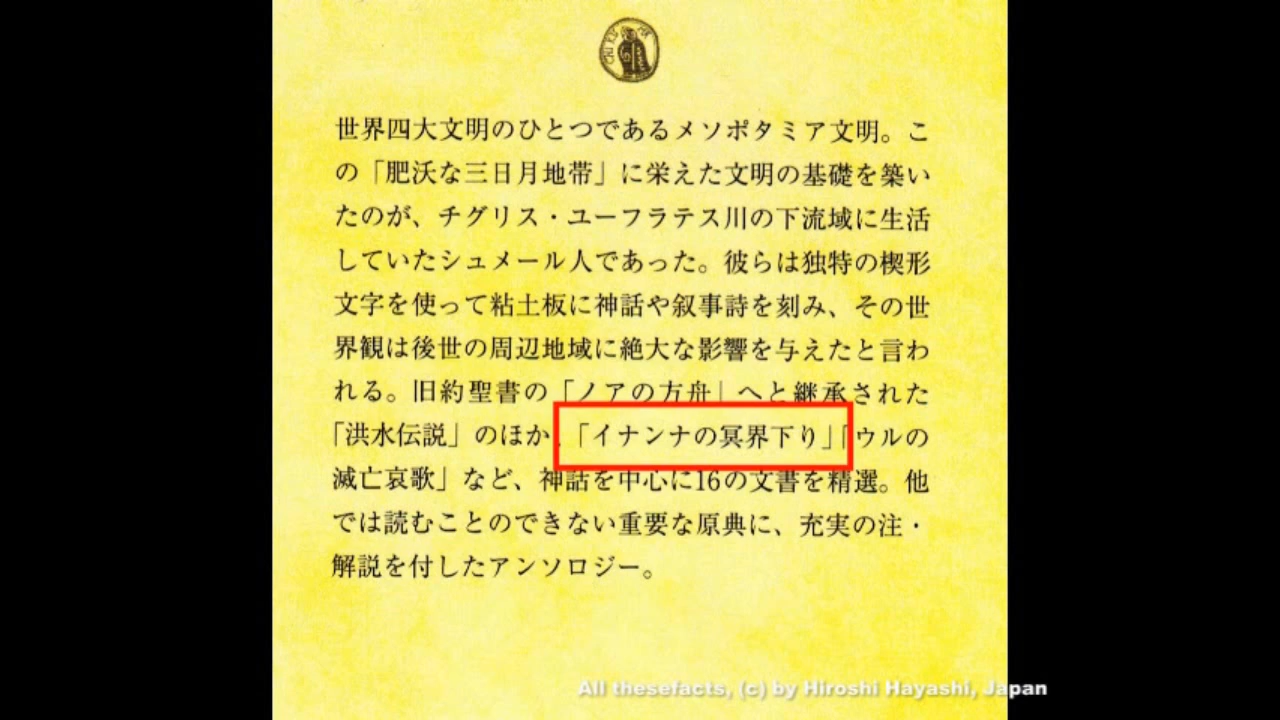 世界四大文明のひとつであるメソポタミア文明。こ
の「肥沃な三日月地帯」に栄えた文明の基礎を築い
たのが、チグリス・ユーフラテス川の下流域に生活
していたシュメール人であった。彼らは独特の楔形
文字を使って粘土板に神話や叙事詩を刻み、その世
界観は後世の周辺地域に絶大な影響を与えたと言わ
れる。旧約聖書の「ノアの方舟」へと継承された
「洪水伝説」のほか、「イナンナの冥界下り」「ウルの
滅亡哀歌」など、神話を中心に16の文書を精選。他
では読むことのできない重要な原典に、充実の注・
解説を付したアンソロジー。
All thesefacts, (c) by Hiroshi Hayashi, Japan